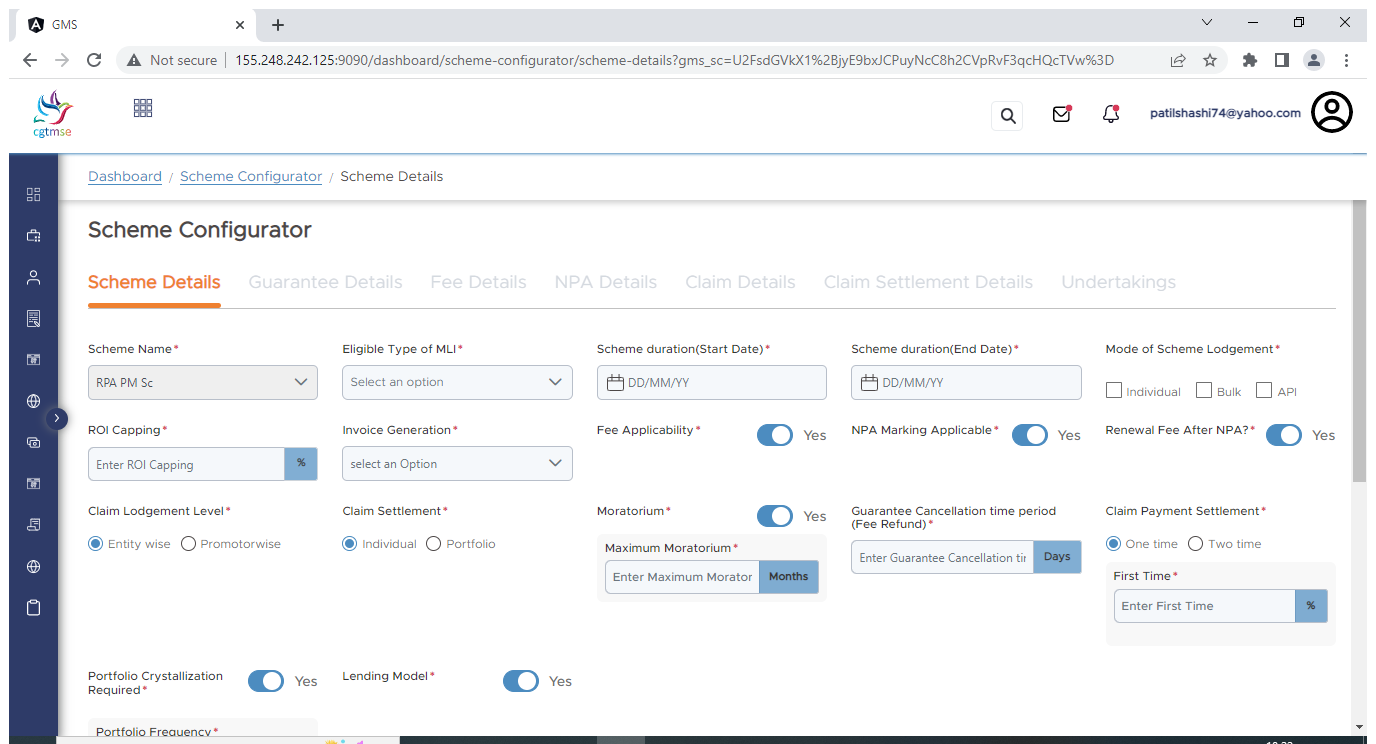 GMS
Not secure 155.248.242.125:9090/dashboard/scheme-configurator/scheme-details?gms_sc=U2FsdGVkX1%2BjyE9bxJCPuyNcC8h2CVpRvF3qcHQcTVw%3D
cgtmse
patilshashi74@yahoo.com
Dashboard / Scheme Configurator / Scheme Details
Scheme Configurator
Scheme Details Guarantee Details Fee Details NPA Details Claim Details Claim Settlement Details Undertakings
Scheme Name* Eligible Type of MLI* Scheme duration(Start Date)* Scheme duration(End Date)* Mode of Scheme Lodgement*
RPA PM Sc Select an option DD/MM/YY DD/MM/YY Individual Bulk API
ROI Capping* Invoice Generation* Fee Applicability* Yes NPA Marking Applicable* Yes Renewal Fee After NPA?* Yes
Enter ROI Capping % select an Option
Claim Lodgement Level* Claim Settlement* Moratorium* Yes Guarantee Cancellation time period (Fee Refund)* Claim Payment Settlement*
Entity wise Promotorwise Individual Portfolio Maximum Moratorium* Enter Guarantee Cancellation tir Days One time Two time
Enter Maximum Morator Months First Time*
Enter First Time %
Portfolio Crystallization Required* Yes Lending Model* Yes
Portfolio Frequency*